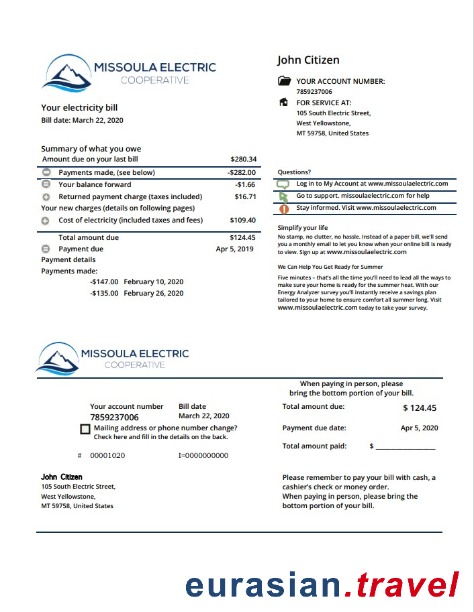 MISSOULA ELECTRIC
COOPERATIVE
John Citizen
YOUR ACCOUNT NUMBER:
7859237006
FOR SERVICE AT:
105 South Electric Street,
West Yellowstone,
MT 59758, United States
Your electricity bill
Bill date: March 22, 2020
Summary of what you owe
Amount due on your last bill $280.34
Payments made, (see below) -$282.00
Your balance forward -$1.66
Returned payment charge (taxes included) $16.71
Your new charges (details on following pages)
Cost of electricity (included taxes and fees) $109.40
Total amount due $124.45
Payment due Apr 5, 2019
Payment details
Payments made:
-$147.00 February 10, 2020
-$135.00 February 26, 2020
Questions?
Log in to My Account at www.missoulaelectric.com
Go to support, missoulaelectric.com for help
Stay informed. Visit www.missoulaelectric.com
Simplify your life
No stamp, no clutter, no hassle. Instead of a paper bill, we'll send
you a monthly email to let you know when your online bill is ready
to view. Sign up at www.missoulaelectric.com
We Can Help You Get Ready for Summer
Five minutes – that's all the time you'll need to lead all the ways to
make sure your home is ready for the summer heat. With our
Energy Analyzer survey you'll instantly receive a savings plan
tailored to your home to ensure comfort all summer long. Visit
www.missoulaelectric.com today to take your survey.
MISSOULA ELECTRIC
COOPERATIVE
When paying in person, please
bring the bottom portion of your bill.
Your account number Bill date
7859237006 March 22, 2020
Total amount due: $ 124.45
Mailing address or phone number change?
Check here and fill in the details on the back.
Payment due date: Apr 5, 2020
Total amount paid: $ ______________
# 00001020 I=0000000000
John Citizen
105 South Electric Street,
West Yellowstone,
MT 59758, United States
Please remember to pay your bill with cash, a
cashier's check or money order.
When paying in person, please bring the
bottom portion of your bill.
eurasian.travel